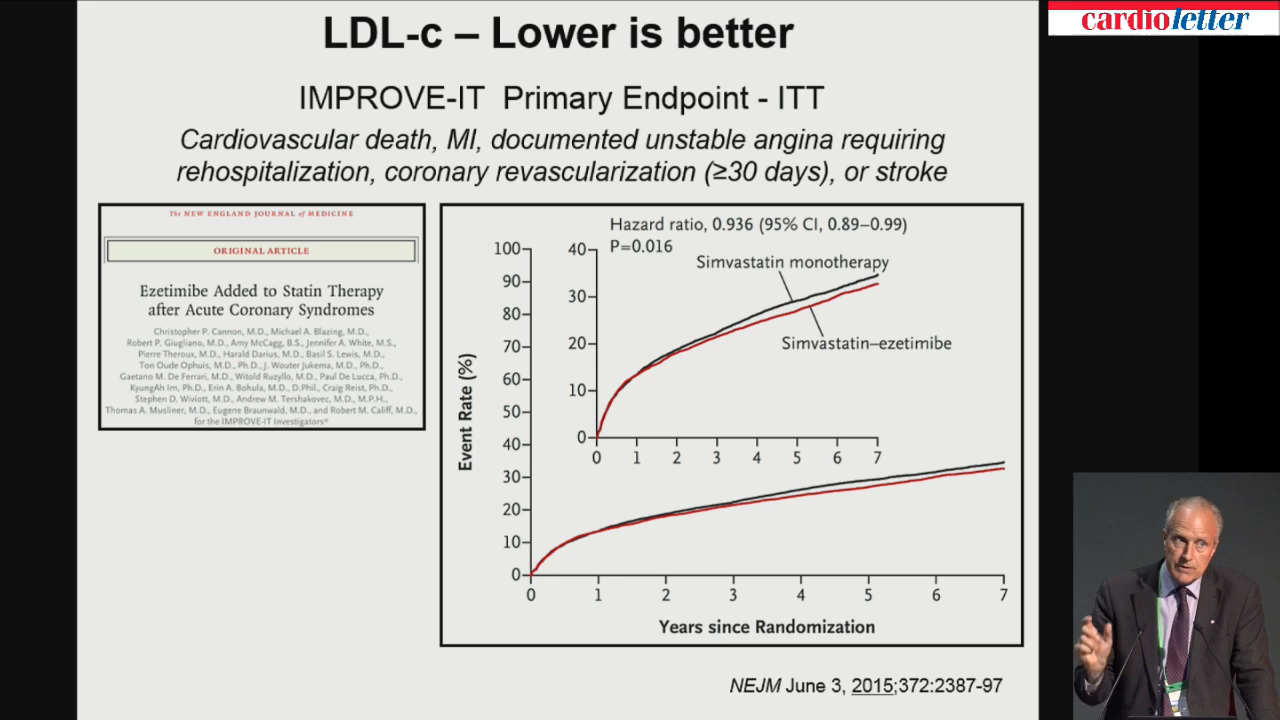 LDL-c – Lower is better
cardioletter
IMPROVE-IT Primary Endpoint - ITT
Cardiovascular death, MI, documented unstable angina requiring
rehospitalization, coronary revascularization (≥30 days), or stroke
The NEW ENGLAND JOURNAL of MEDICINE
ORIGINAL ARTICLE
Ezetimibe Added to Statin Therapy
after Acute Coronary Syndromes
Christopher P. Cannon, M.D., Michael A. Blazing, M.D.,
Robert P. Giugliano, M.D., Amy McCagg, B.S., Jennifer A. White, M.S.,
Pierre Theroux, M.D., Harald Darius, M.D., Basil S. Lewis, M.D.,
Ton Oude Ophuis, M.D., Ph.D., J. Wouter Jukema, M.D., Ph.D.,
Gaetano M. De Ferrari, M.D., Witold Ruzyllo, M.D., Paul De Lucca, Ph.D.,
KyungAh Im, Ph.D., Erin A. Bohula, M.D., D.Phil., Craig Reist, Ph.D.,
Stephen D. Wiviott, M.D., Andrew M. Tershakovec, M.D., M.P.H.,
Thomas A. Musliner, M.D., Eugene Braunwald, M.D., and Robert M. Califf, M.D.,
for the IMPROVE-IT Investigators*
Hazard ratio, 0.936 (95% CI, 0.89–0.99)
P=0.016
Simvastatin monotherapy
Simvastatin–ezetimibe
40
30
20
10
0
0 1 2 3 4 5 6 7
Event Rate (%)
100
90
80
70
60
50
40
30
20
10
0
0 1 2 3 4 5 6 7
Years since Randomization
NEJM June 3, 2015;372:2387-97